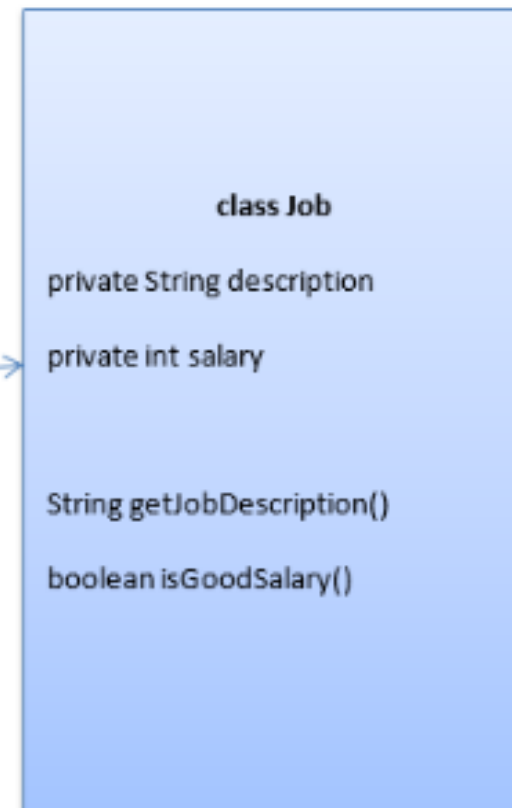 class Job
private String description
private int salary
String getJobDescription()
boolean isGoodSalary()